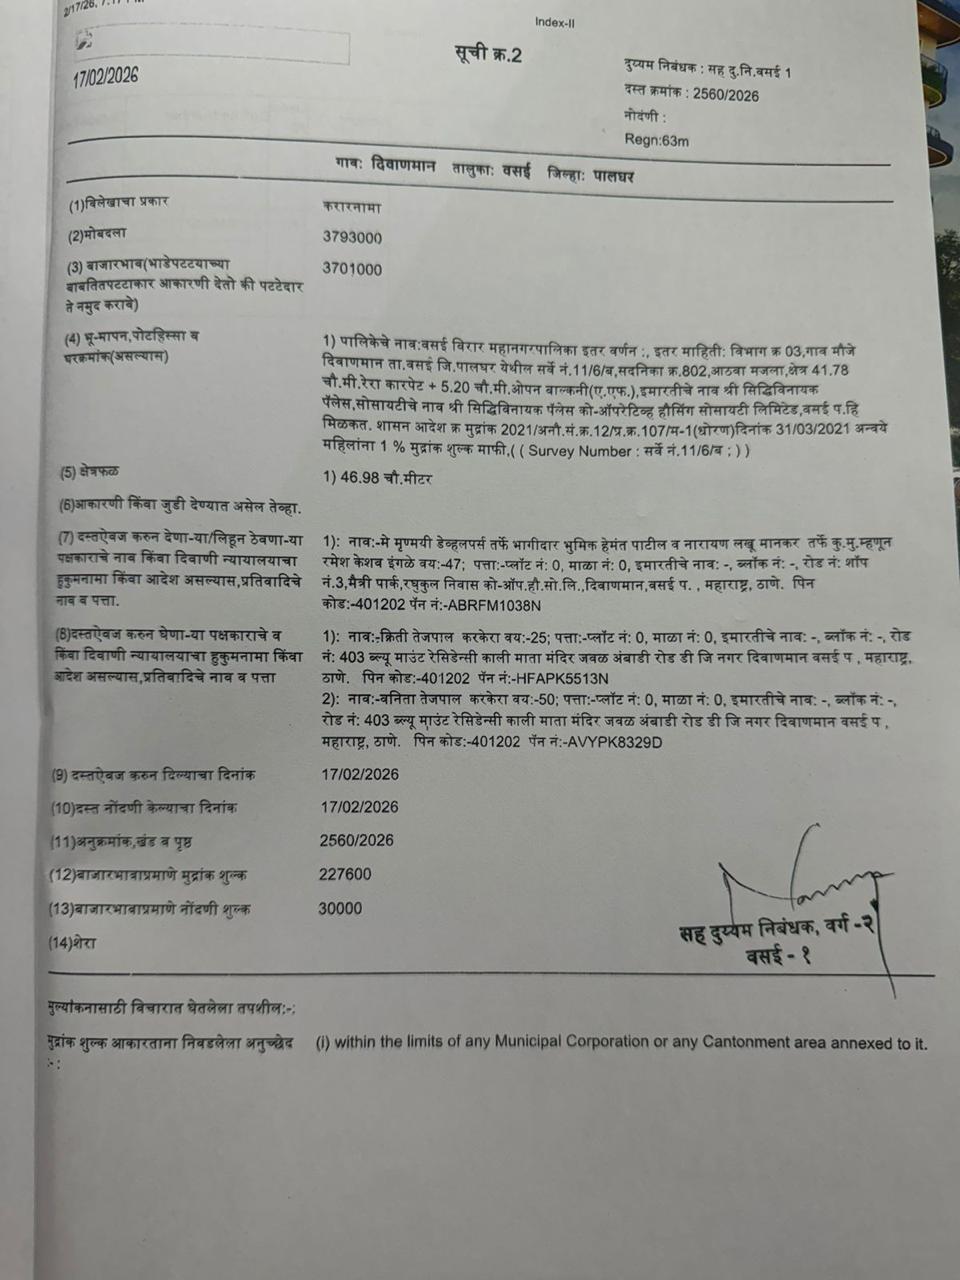 Index-II
सूची क्र.2
17/02/2026
दुय्यम निबंधक : सह दु.नि.वसई 1
दस्त क्रमांक : 2560/2026
नोदंणी :
Regn:63m
गाव: दिवाणमान तालुका: वसई जिल्हा: पालघर
(1)विलेखाचा प्रकार करारनामा
(2)मोबदला 3793000
(3) बाजारभाव(भाडेपटटयाच्या 3701000
बाबतितपटटाकार आकारणी देतो की पटटेदार
ते नमुद करावे)
(4) भू-मापन,पोटहिस्सा व
घरक्रमांक(असल्यास)
1) पालिकेचे नाव:वसई विरार महानगरपालिका इतर वर्णन :, इतर माहिती: विभाग क्र 03,गाव मौजे
दिवाणमान ता.वसई जि.पालघर येथील सर्वे नं.11/6/ब,सदनिका क्र.802,आठवा मजला,क्षेत्र 41.78
चौ.मी.रेरा कारपेट + 5.20 चौ.मी.ओपन बाल्कनी(ए.एफ.),इमारतीचे नाव श्री सिद्धिविनायक
पॅलेस,सोसायटीचे नाव श्री सिद्धिविनायक पॅलेस को-ऑपरेटिव्ह हौसिंग सोसायटी लिमिटेड,वसई प.हि
मिळकत. शासन आदेश क्र मुद्रांक 2021/अनौ.सं.क्र.12/प्र.क्र.107/म-1(धोरण)दिनांक 31/03/2021 अन्वये
महिलांना 1 % मुद्रांक शुल्क माफी,( ( Survey Number : सर्वे नं.11/6/ब ; ) )
(5) क्षेत्रफळ 1) 46.98 चौ.मीटर
(6)आकारणी किंवा जुडी देण्यात असेल तेव्हा.
(7) दस्तऐवज करुन देणा-या/लिहून ठेवणा-या
पक्षकाराचे नाव किंवा दिवाणी न्यायालयाचा
हुकुमनामा किंवा आदेश असल्यास,प्रतिवादिचे
नाव व पत्ता.
1): नाव:-मे मृण्मयी डेव्हलपर्स तर्फे भागीदार भुमिक हेमंत पाटील व नारायण लखू मानकर तर्फे कु.मु.म्हणून
रमेश केशव इंगळे वय:-47; पत्ता:-प्लॉट नं: 0, माळा नं: 0, इमारतीचे नाव: -, ब्लॉक नं: -, रोड नं: शॉप
नं.3,मैत्री पार्क,रघुकुल निवास को-ऑप.हौ.सो.लि.,दिवाणमान,वसई प. , महाराष्ट्र, ठाणे. पिन
कोड:-401202 पॅन नं:-ABRFM1038N
(8)दस्तऐवज करुन घेणा-या पक्षकाराचे व
किंवा दिवाणी न्यायालयाचा हुकुमनामा किंवा
आदेश असल्यास,प्रतिवादिचे नाव व पत्ता
1): नाव:-क्रिती तेजपाल करकेरा वय:-25; पत्ता:-प्लॉट नं: 0, माळा नं: 0, इमारतीचे नाव: -, ब्लॉक नं: -, रोड
नं: 403 ब्ल्यू माउंट रेसिडेन्सी काली माता मंदिर जवळ अंबाडी रोड डी जि नगर दिवाणमान वसई प , महाराष्ट्र,
ठाणे. पिन कोड:-401202 पॅन नं:-HFAPK5513N
2): नाव:-वनिता तेजपाल करकेरा वय:-50; पत्ता:-प्लॉट नं: 0, माळा नं: 0, इमारतीचे नाव: -, ब्लॉक नं: -,
रोड नं: 403 ब्ल्यू माउंट रेसिडेन्सी काली माता मंदिर जवळ अंबाडी रोड डी जि नगर दिवाणमान वसई प ,
महाराष्ट्र, ठाणे. पिन कोड:-401202 पॅन नं:-AVYPK8329D
(9) दस्तऐवज करुन दिल्याचा दिनांक 17/02/2026
(10)दस्त नोंदणी केल्याचा दिनांक 17/02/2026
(11)अनुक्रमांक,खंड व पृष्ठ 2560/2026
(12)बाजारभावाप्रमाणे मुद्रांक शुल्क 227600
(13)बाजारभावाप्रमाणे नोंदणी शुल्क 30000
(14)शेरा
सह दुय्यम निबंधक, वर्ग -२
वसई - १
मुल्यांकनासाठी विचारात घेतलेला तपशील:-:
मुद्रांक शुल्क आकारताना निवडलेला अनुच्छेद (i) within the limits of any Municipal Corporation or any Cantonment area annexed to it.
:- :